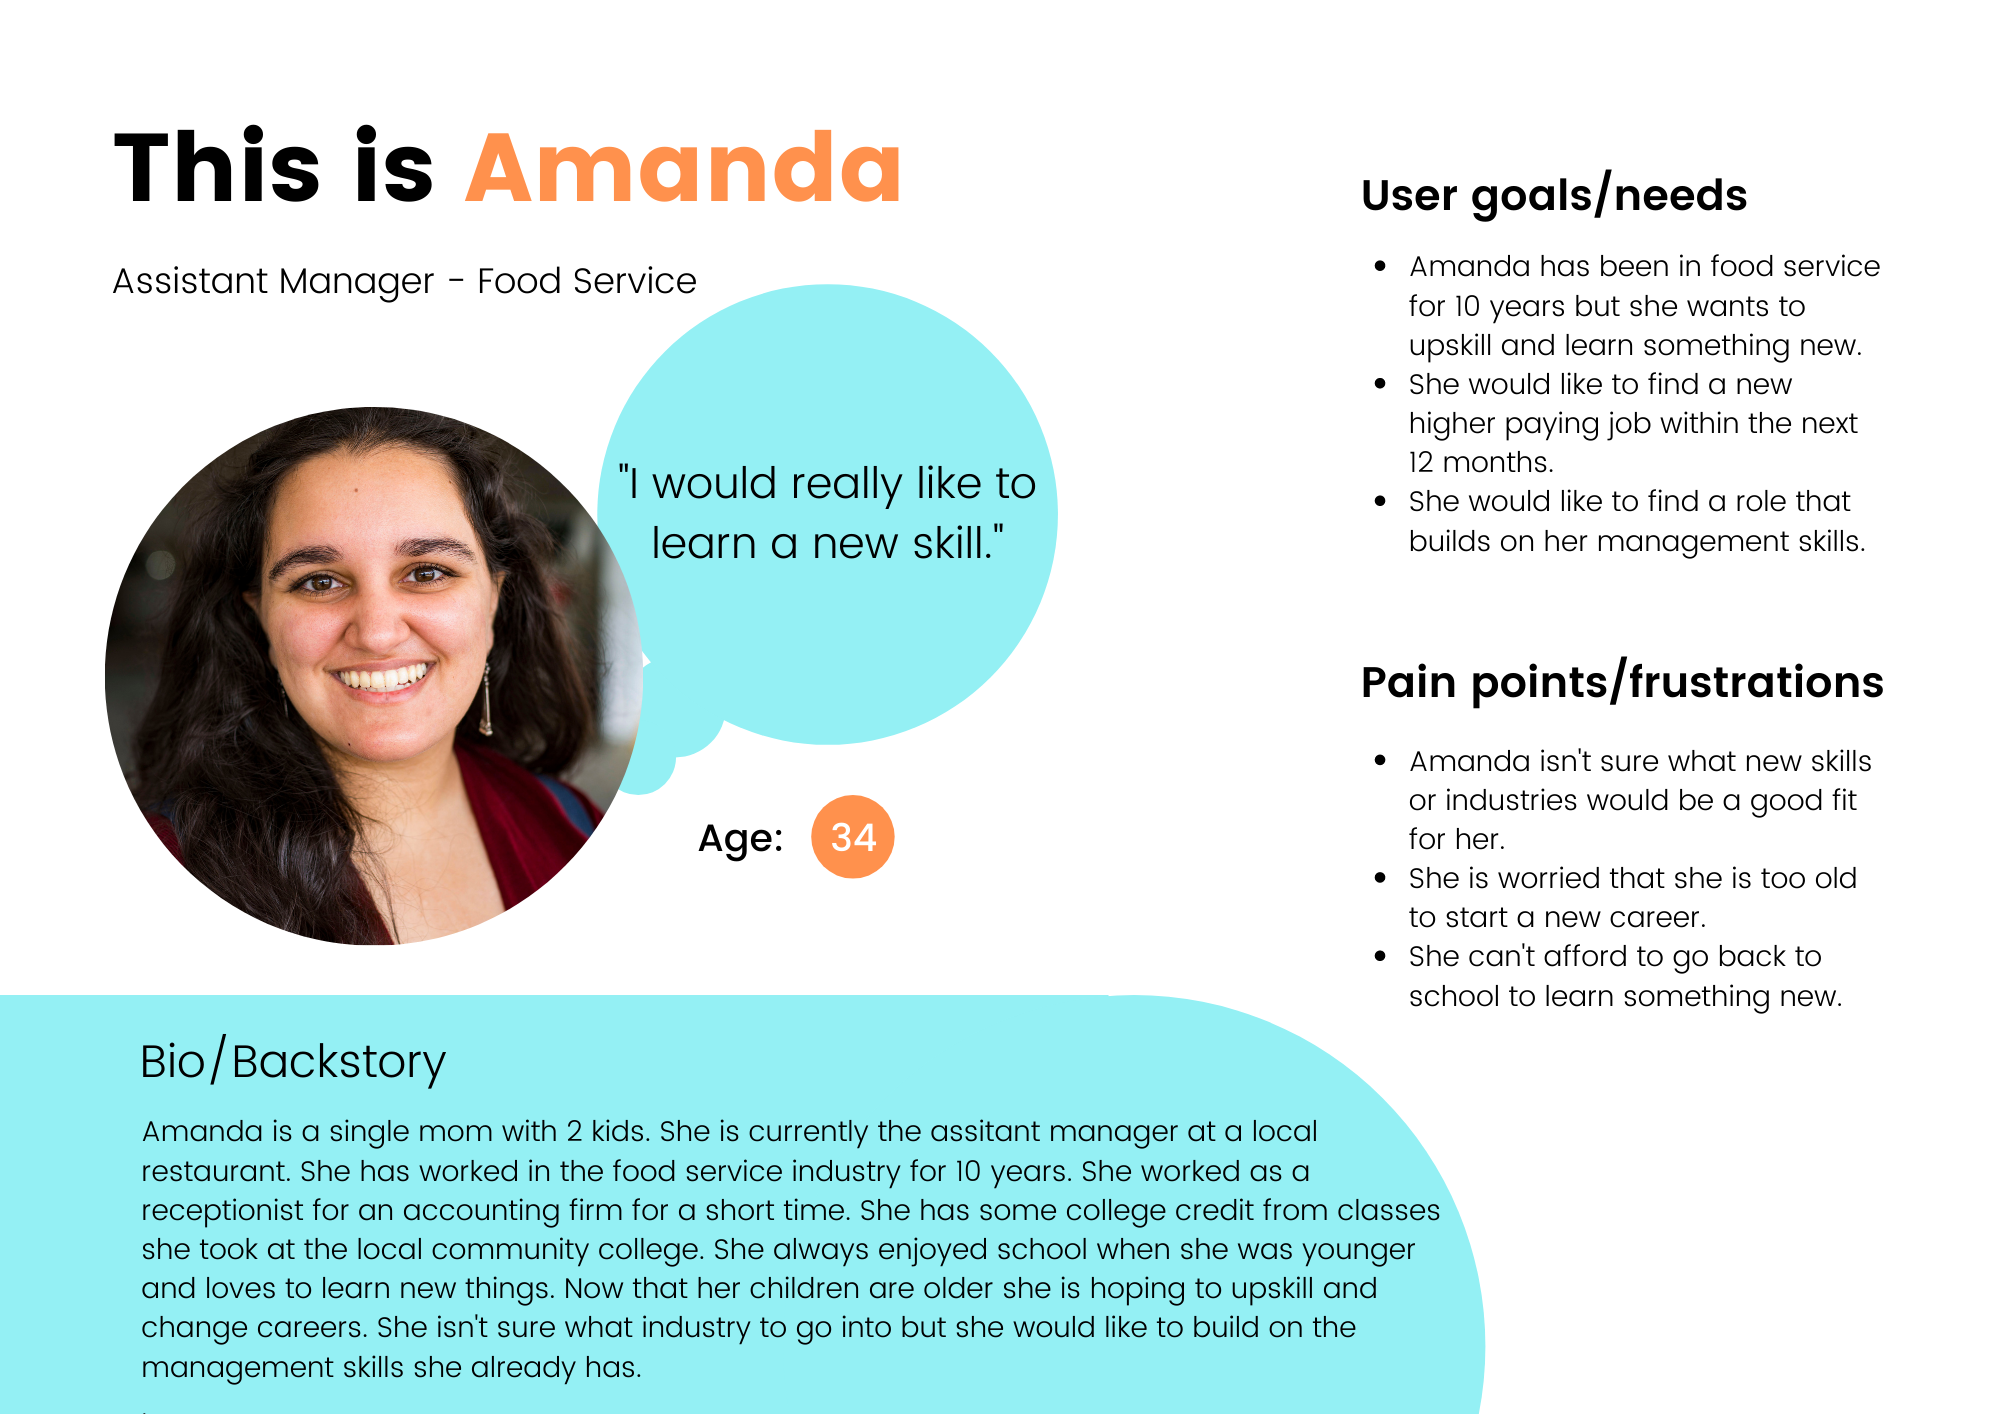 This is Amanda
Assistant Manager - Food Service
"I would really like to
learn a new skill."
Age: 34
User goals/needs
• Amanda has been in food service
for 10 years but she wants to
upskill and learn something new.
• She would like to find a new
higher paying job within the next
12 months.
• She would like to find a role that
builds on her management skills.
Pain points/frustrations
• Amanda isn't sure what new skills
or industries would be a good fit
for her.
• She is worried that she is too old
to start a new career.
• She can't afford to go back to
school to learn something new.
Bio/Backstory
Amanda is a single mom with 2 kids. She is currently the assitant manager at a local
restaurant. She has worked in the food service industry for 10 years. She worked as a
receptionist for an accounting firm for a short time. She has some college credit from classes
she took at the local community college. She always enjoyed school when she was younger
and loves to learn new things. Now that her children are older she is hoping to upskill and
change careers. She isn't sure what industry to go into but she would like to build on the
management skills she already has.